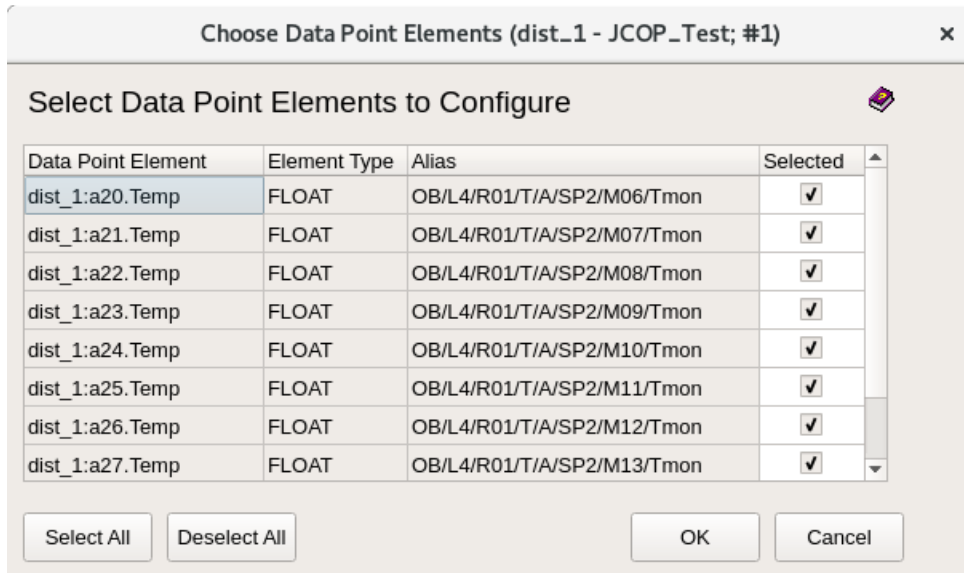 Choose Data Point Elements (dist_1 - JCOP_Test; #1)
Select Data Point Elements to Configure
Data Point Element Element Type Alias Selected
dist_1:a20.Temp FLOAT OB/L4/R01/T/A/SP2/M06/Tmon
dist_1:a21.Temp FLOAT OB/L4/R01/T/A/SP2/M07/Tmon
dist_1:a22.Temp FLOAT OB/L4/R01/T/A/SP2/M08/Tmon
dist_1:a23.Temp FLOAT OB/L4/R01/T/A/SP2/M09/Tmon
dist_1:a24.Temp FLOAT OB/L4/R01/T/A/SP2/M10/Tmon
dist_1:a25.Temp FLOAT OB/L4/R01/T/A/SP2/M11/Tmon
dist_1:a26.Temp FLOAT OB/L4/R01/T/A/SP2/M12/Tmon
dist_1:a27.Temp FLOAT OB/L4/R01/T/A/SP2/M13/Tmon
Select All Deselect All OK Cancel